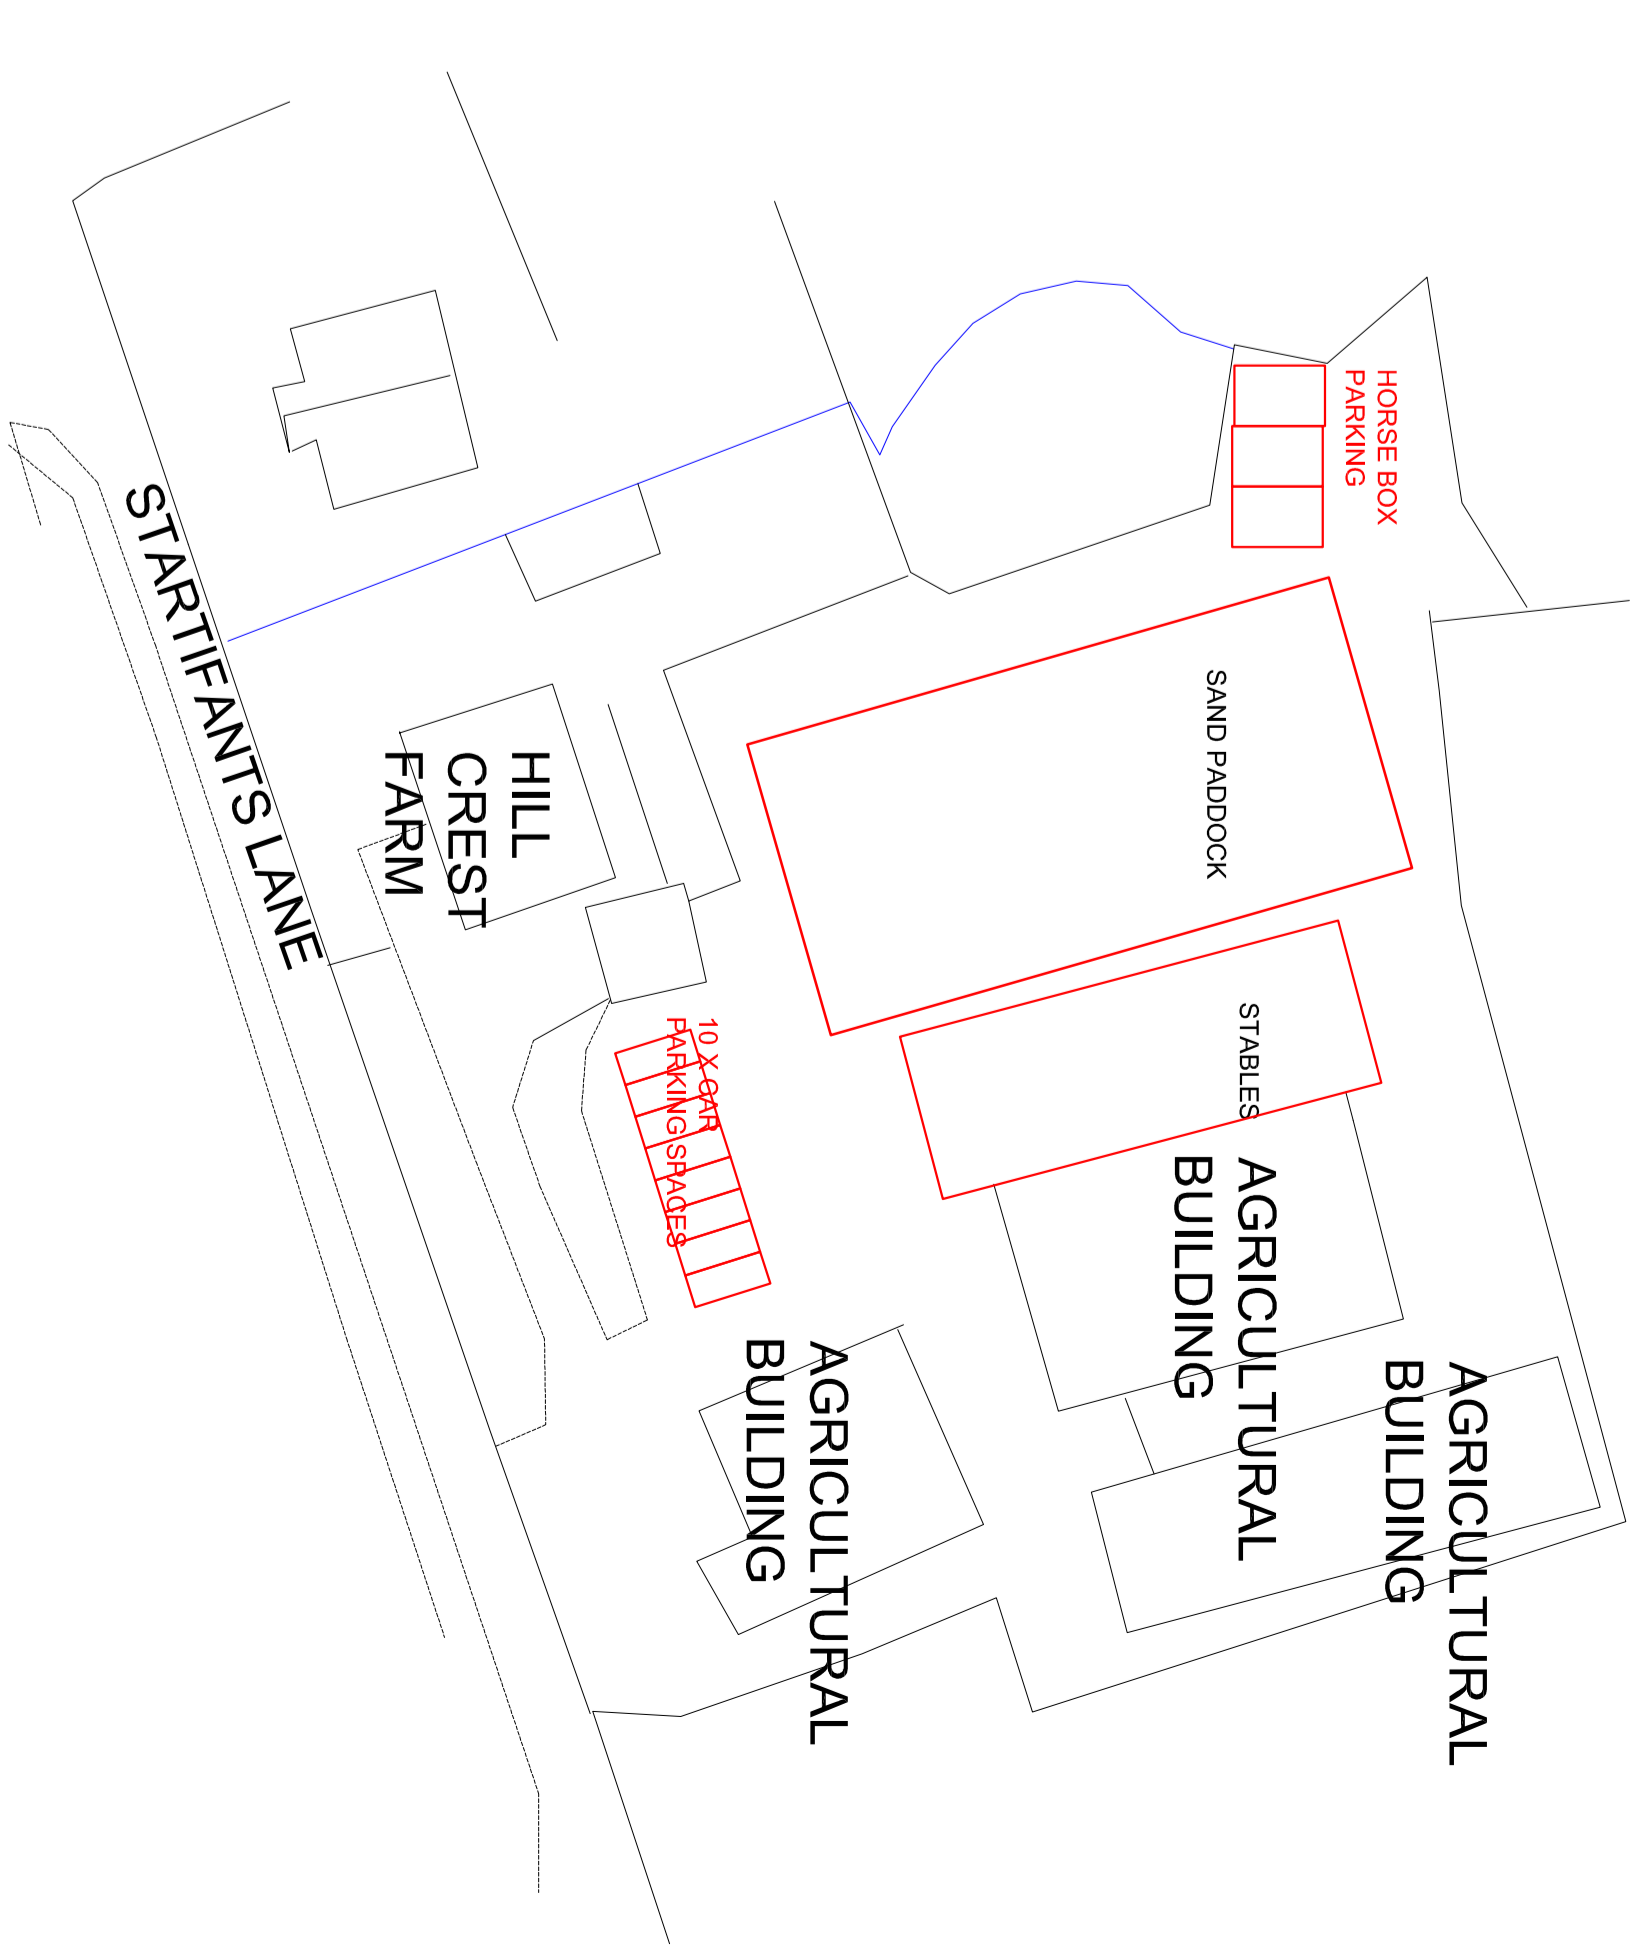 HORSE BOX
PARKING
SAND PADDOCK
STABLES
STARTIFANTS LANE
HILL
CREST
FARM
10 X CAR
PARKING SPACES
AGRICULTURAL
BUILDING
AGRICULTURAL
BUILDING
AGRICULTURAL
BUILDING